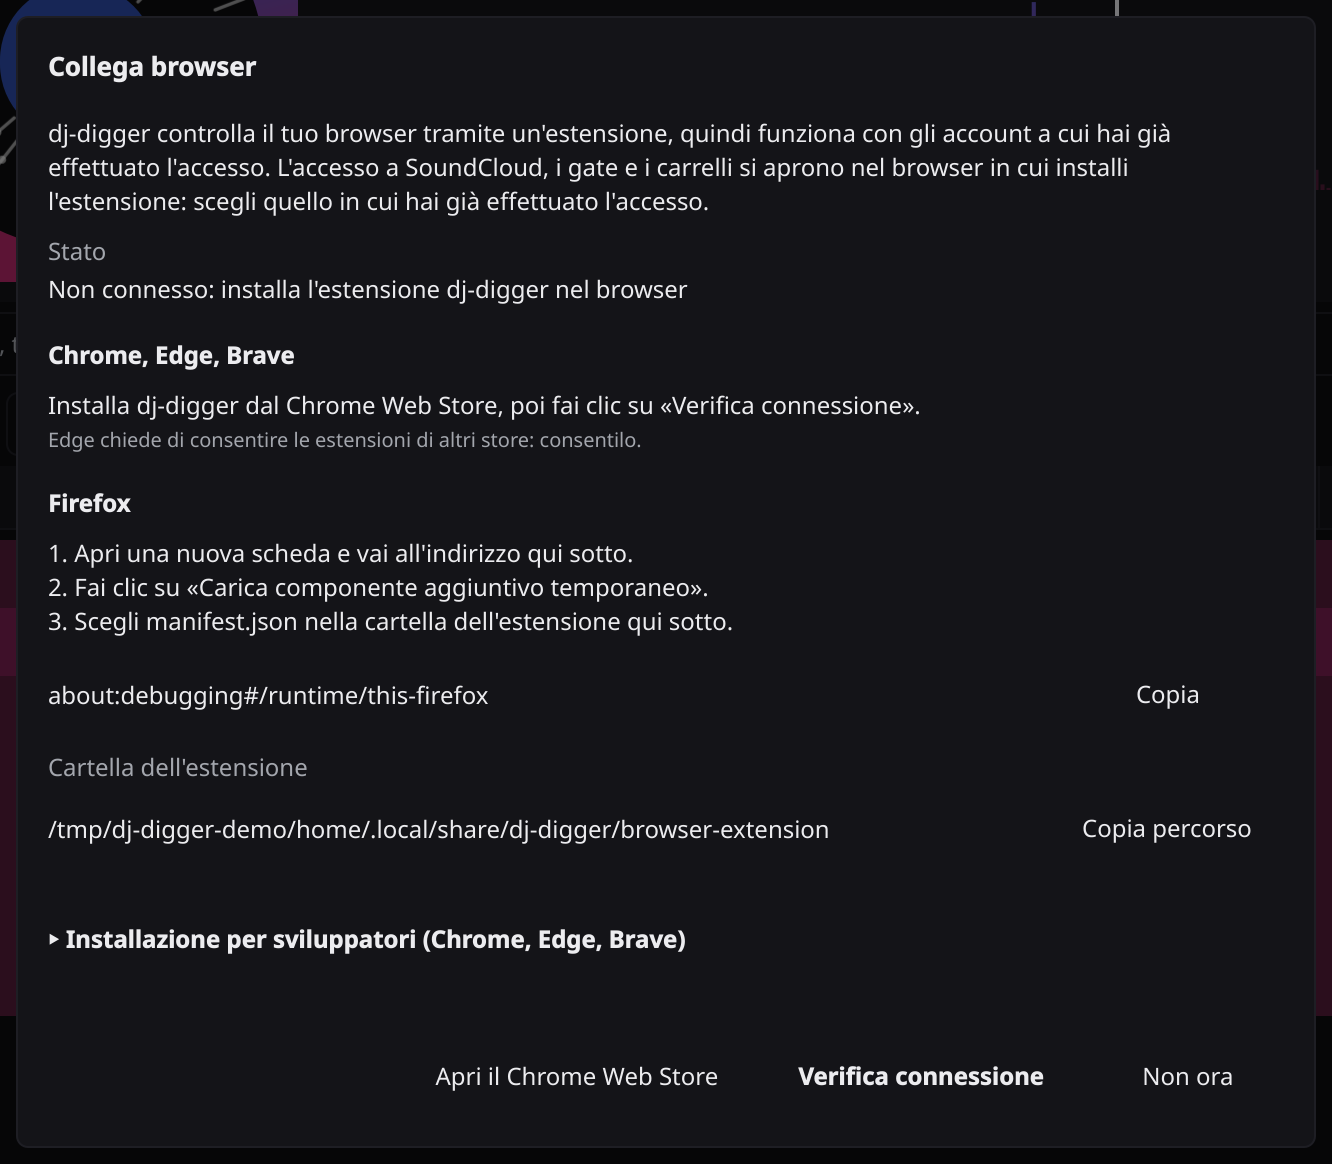 Collega browser
dj-digger controlla il tuo browser tramite un'estensione, quindi funziona con gli account a cui hai già
effettuato l'accesso. L'accesso a SoundCloud, i gate e i carrelli si aprono nel browser in cui installi
l'estensione: scegli quello in cui hai già effettuato l'accesso.
Stato
Non connesso: installa l'estensione dj-digger nel browser
Chrome, Edge, Brave
Installa dj-digger dal Chrome Web Store, poi fai clic su «Verifica connessione».
Edge chiede di consentire le estensioni di altri store: consentilo.
Firefox
1. Apri una nuova scheda e vai all'indirizzo qui sotto.
2. Fai clic su «Carica componente aggiuntivo temporaneo».
3. Scegli manifest.json nella cartella dell'estensione qui sotto.
about:debugging#/runtime/this-firefox Copia
Cartella dell'estensione
/tmp/dj-digger-demo/home/.local/share/dj-digger/browser-extension Copia percorso
▸ Installazione per sviluppatori (Chrome, Edge, Brave)
Apri il Chrome Web Store Verifica connessione Non ora